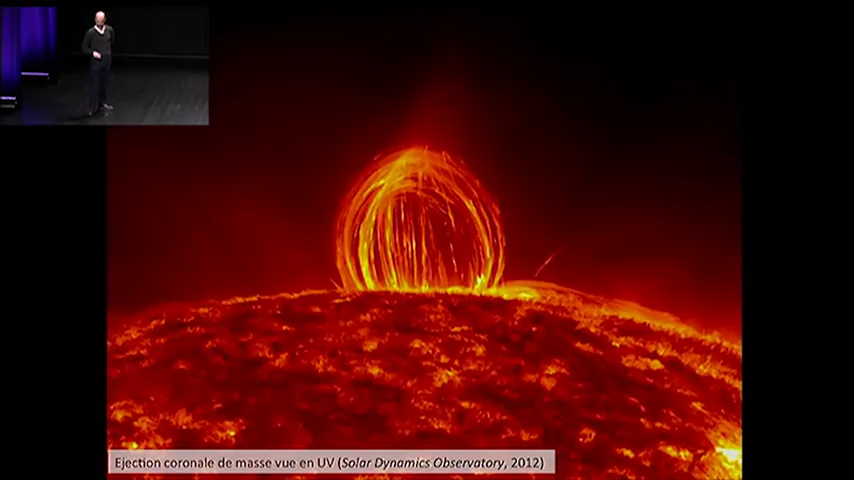 Ejection coronale de masse vue en UV (Solar Dynamics Observatory, 2012)